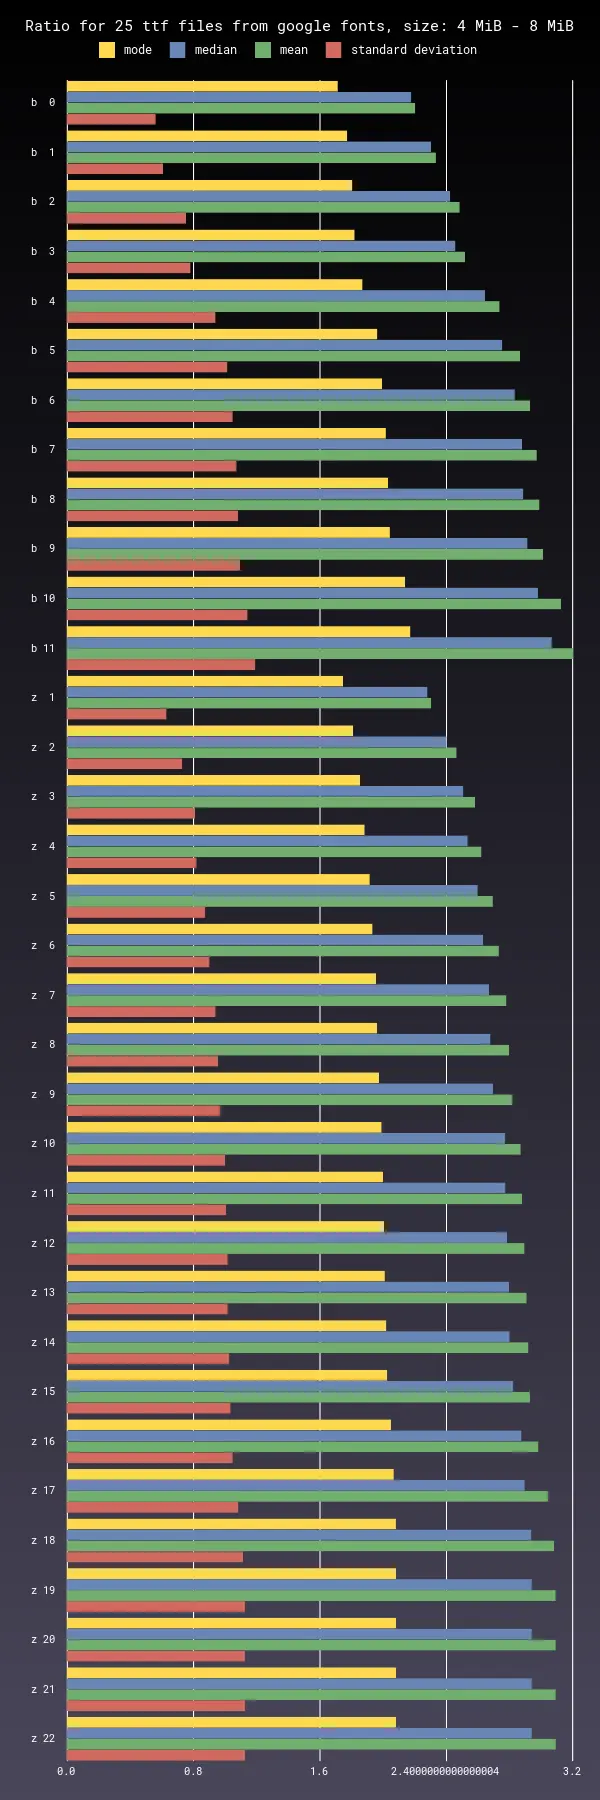 Ratio for 25 ttf files from google fonts, size: 4 MiB - 8 MiB
mode median mean standard deviation
b 0
b 1
b 2
b 3
b 4
b 5
b 6
b 7
b 8
b 9
b 10
b 11
z 1
z 2
z 3
z 4
z 5
z 6
z 7
z 8
z 9
z 10
z 11
z 12
z 13
z 14
z 15
z 16
z 17
z 18
z 19
z 20
z 21
z 22
0.0 0.8 1.6 2.4000000000000004 3.2